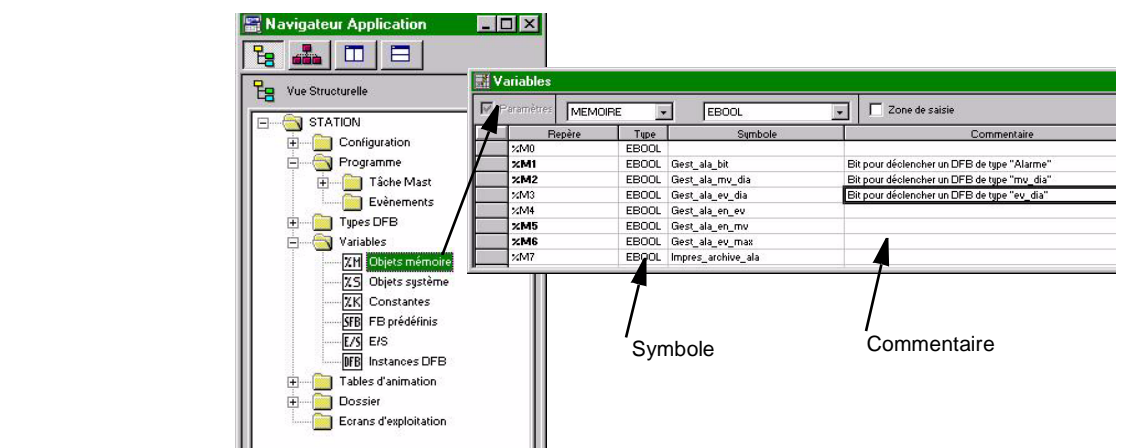 Navigateur Application
Vue Structurelle
STATION
Configuration
Programme
Tâche Mast
Evènements
Types DFB
Variables
%M Objets mémoire
%S Objets système
%K Constantes
SFB FB prédéfinis
E/S E/S
DFB Instances DFB
Tables d'animation
Dossier
Ecrans d'exploitation
Variables
Paramètres MEMOIRE EBOOL Zone de saisie
Repère Type Symbole Commentaire
%M0 EBOOL
%M1 EBOOL Gest_ala_bit Bit pour déclencher un DFB de type "Alarme"
%M2 EBOOL Gest_ala_mv_dia Bit pour déclencher un DFB de type "mv_dia"
%M3 EBOOL Gest_ala_ev_dia Bit pour déclencher un DFB de type "ev_dia"
%M4 EBOOL Gest_ala_en_ev
%M5 EBOOL Gest_ala_en_mv
%M6 EBOOL Gest_ala_ev_max
%M7 EBOOL Impres_archive_ala
Symbole
Commentaire